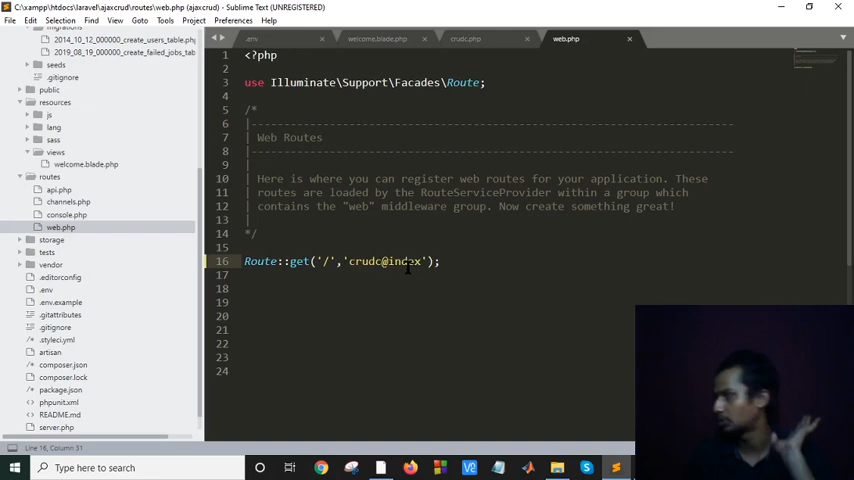 C:\xampp\htdocs\laravel\ajaxcrud\routes\web.php (ajaxcrud) - Sublime Text (UNREGISTERED)
File Edit Selection Find View Goto Tools Project Preferences Help
migrations
2014_10_12_000000_create_users_table.php
2019_08_19_000000_create_failed_jobs_tab
seeds
.gitignore
public
resources
js
lang
sass
views
welcome.blade.php
routes
api.php
channels.php
console.php
web.php
storage
tests
vendor
.editorconfig
.env
.env.example
.gitattributes
.gitignore
.styleci.yml
artisan
composer.json
composer.lock
package.json
phpunit.xml
README.md
server.php
.env welcome.blade.php crudc.php web.php
1 <?php
2
3 use Illuminate\Support\Facades\Route;
4
5 /*
6 |--------------------------------------------------------------------------
7 | Web Routes
8 |--------------------------------------------------------------------------
9 |
10 | Here is where you can register web routes for your application. These
11 | routes are loaded by the RouteServiceProvider within a group which
12 | contains the "web" middleware group. Now create something great!
13 |
14 */
15
16 Route::get('/','crudc@index');
17
18
19
20
21
22
23
24
Line 16, Column 31
Type here to search